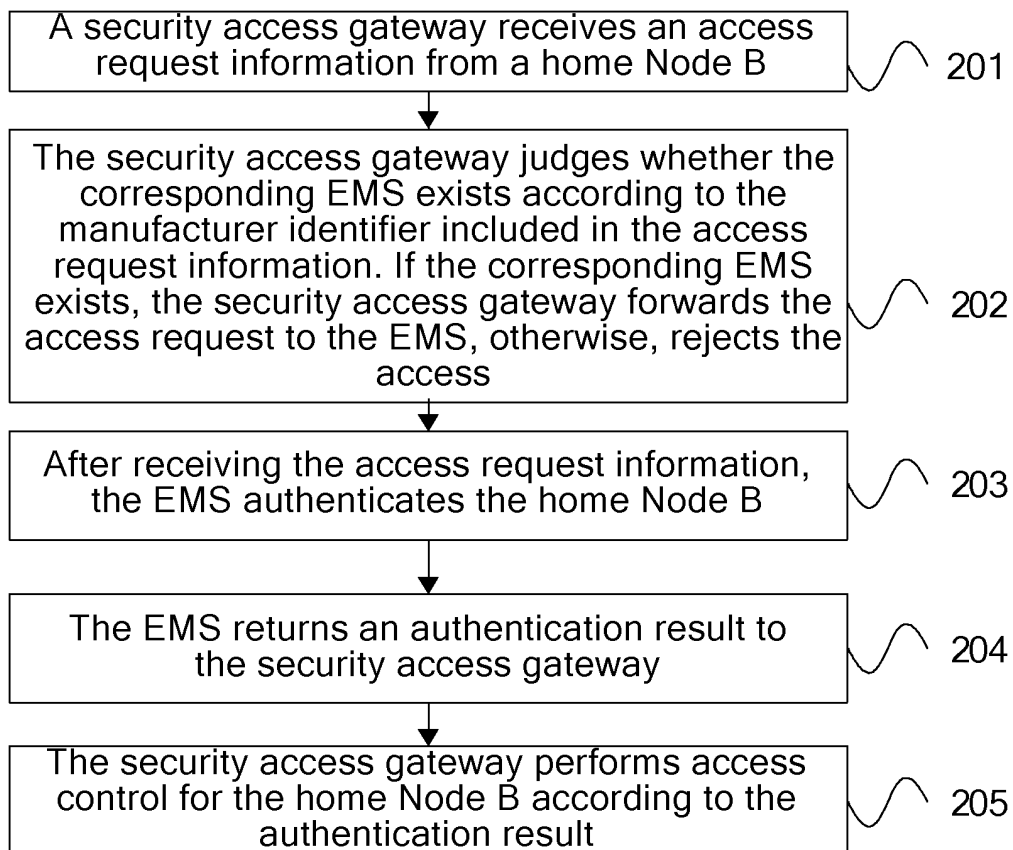 A security access gateway receives an access
request information from a home Node B
201
The security access gateway judges whether the
corresponding EMS exists according to the
manufacturer identifier included in the access
request information. If the corresponding EMS
exists, the security access gateway forwards the
access request to the EMS, otherwise, rejects the
access
202
After receiving the access request information,
the EMS authenticates the home Node B
203
The EMS returns an authentication result to
the security access gateway
204
The security access gateway performs access
control for the home Node B according to the
authentication result
205